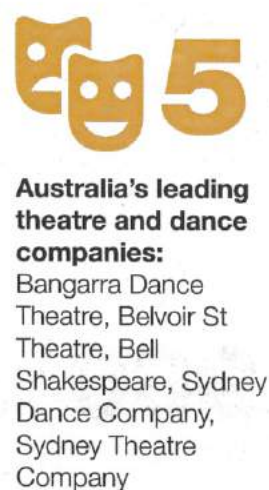 5
Australia's leading
theatre and dance
companies:
Bangarra Dance
Theatre, Belvoir St
Theatre, Bell
Shakespeare, Sydney
Dance Company,
Sydney Theatre
Company